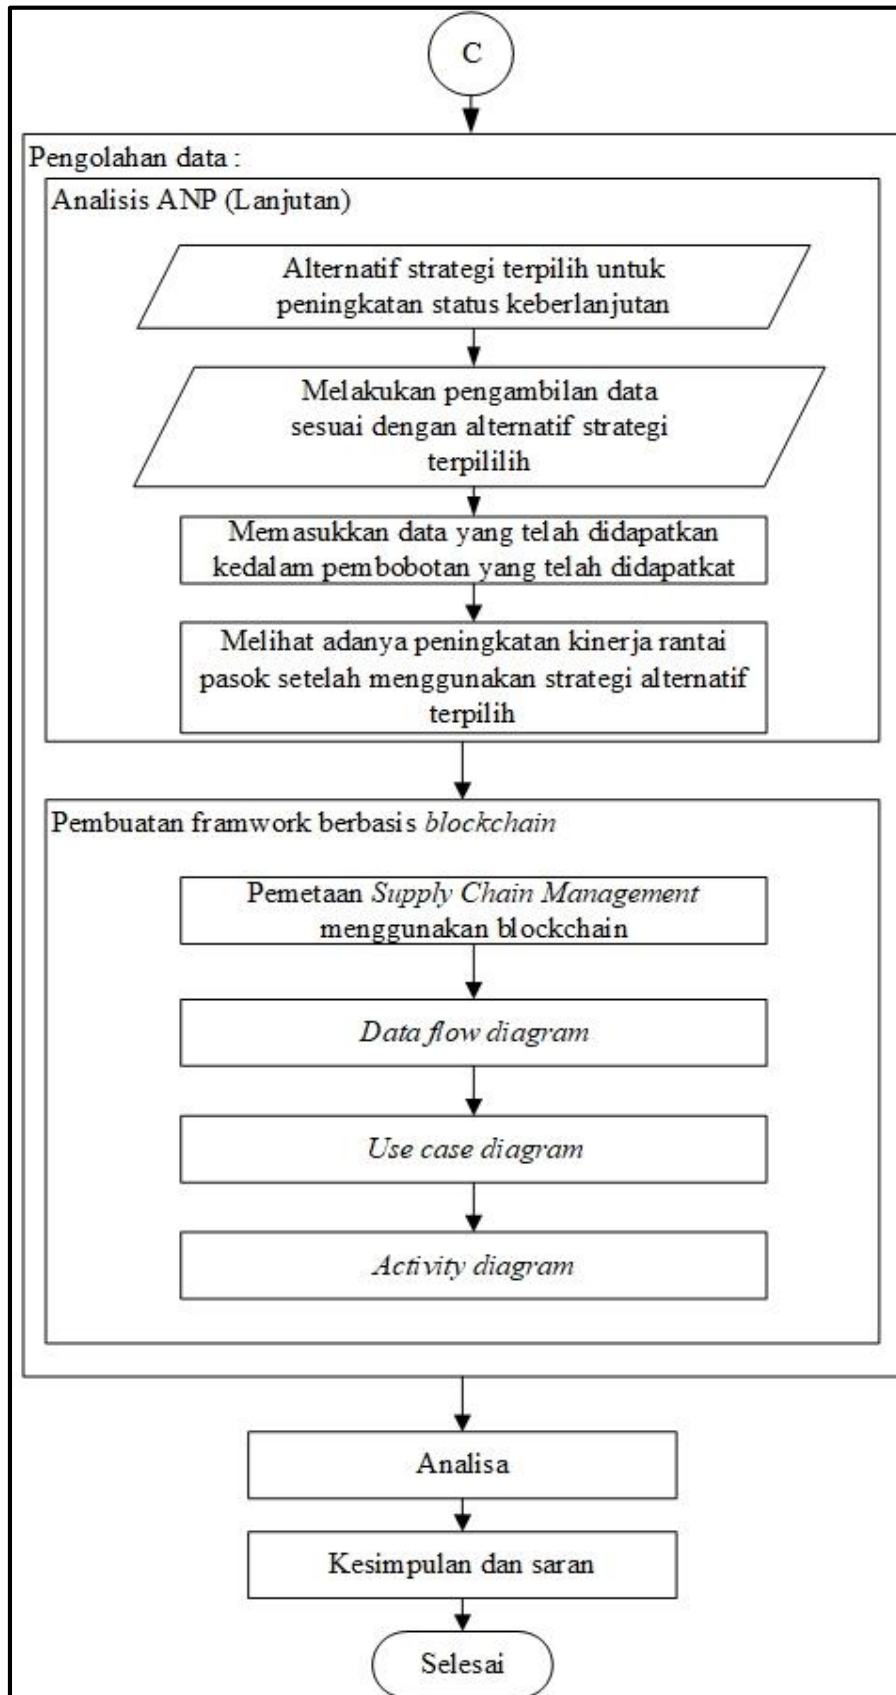 C
Pengolahan data :
Analisis ANP (Lanjutan)
Alternatif strategi terpilih untuk
peningkatan status keberlanjutan
Melakukan pengambilan data
sesuai dengan alternatif strategi
terpililih
Memasukkan data yang telah didapatkan
kedalam pembobotan yang telah didapatkat
Melihat adanya peningkatan kinerja rantai
pasok setelah menggunakan strategi alternatif
terpilih
Pembuatan framwork berbasis blockchain
Pemetaan Supply Chain Management
menggunakan blockchain
Data flow diagram
Use case diagram
Activity diagram
Analisa
Kesimpulan dan saran
Selesai